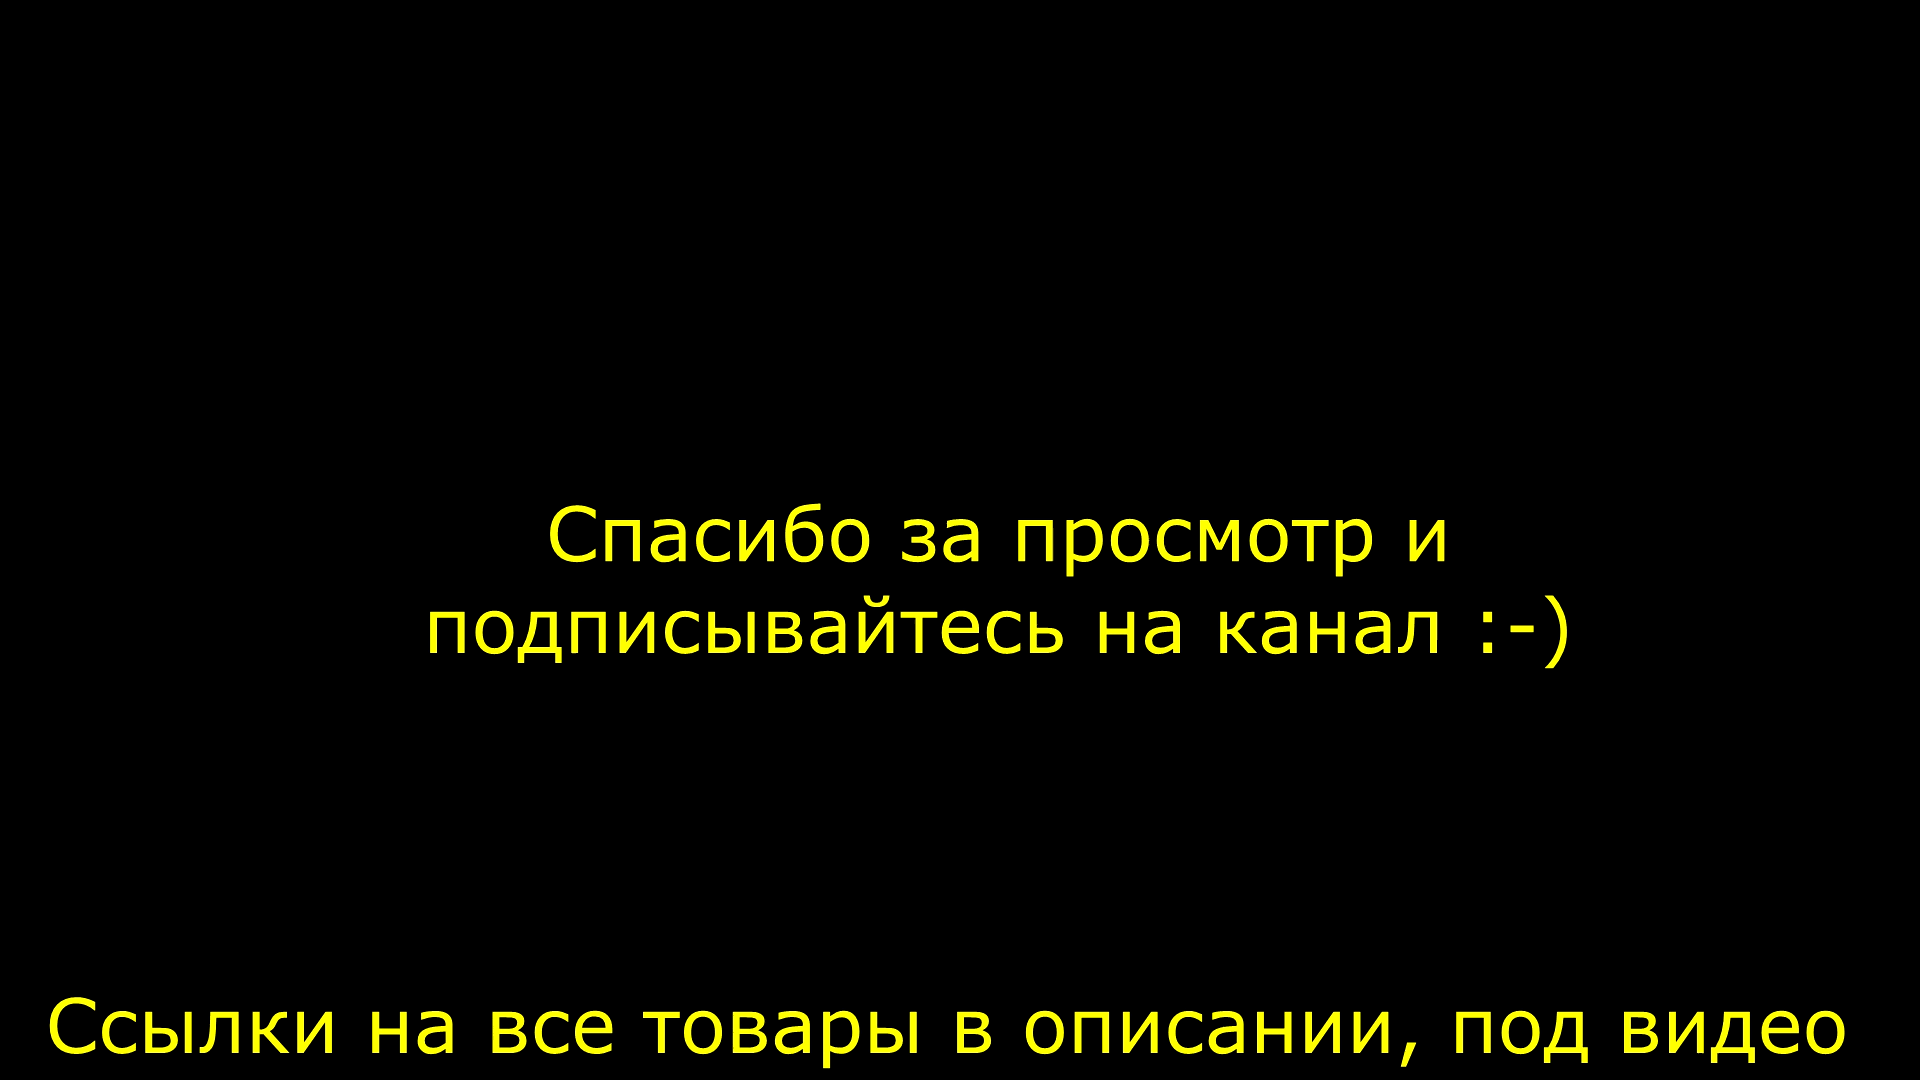 Спасибо за просмотр и
подписывайтесь на канал :-)
Ссылки на все товары в описании, под видео